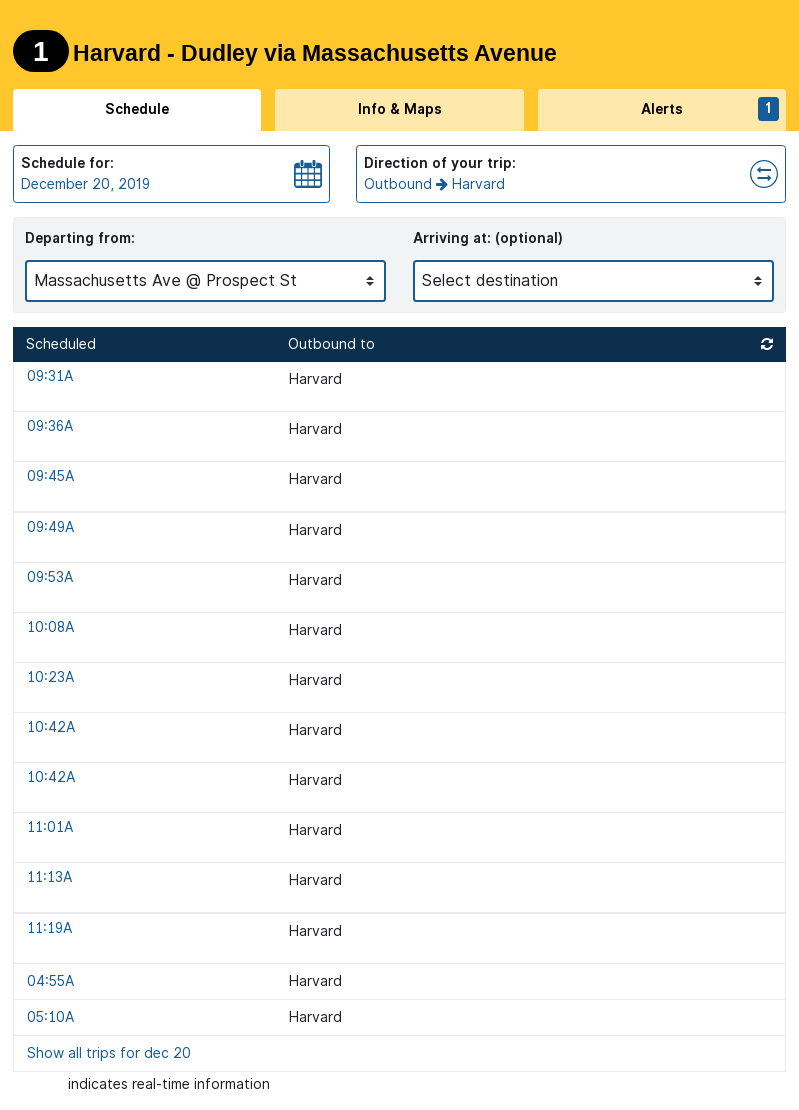 1 Harvard - Dudley via Massachusetts Avenue
Schedule Info & Maps Alerts 1
Schedule for: Direction of your trip:
December 20, 2019 Outbound Harvard
Departing from: Arriving at: (optional)
Massachusetts Ave @ Prospect St Select destination
Scheduled Outbound to
09:31A Harvard
09:36A Harvard
09:45A Harvard
09:49A Harvard
09:53A Harvard
10:08A Harvard
10:23A Harvard
10:42A Harvard
10:42A Harvard
11:01A Harvard
11:13A Harvard
11:19A Harvard
04:55A Harvard
05:10A Harvard
Show all trips for dec 20
indicates real-time information